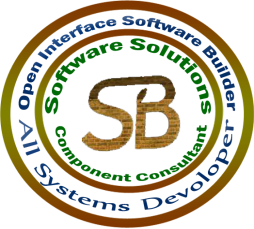 Open Interface Software Builder
Software Solutions
SB
Component Consultant
All Systems Devoloper